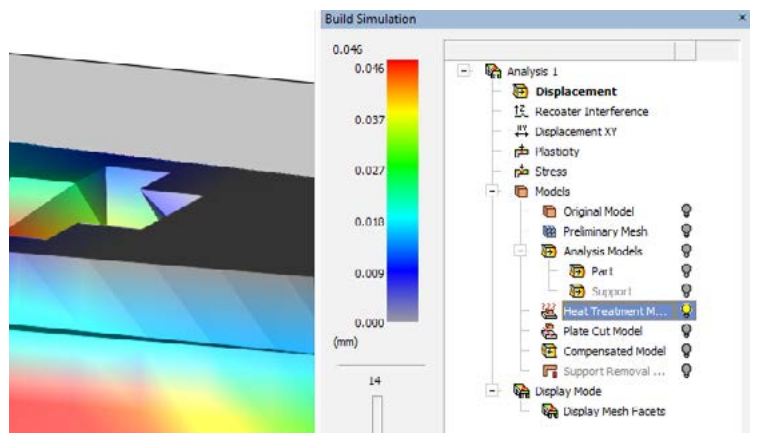 Build Simulation
×
0.046
0.046
0.037
0.027
0.018
0.009
0.000
(mm)
14
Analysis 1
Displacement
Recoater Interference
Displacement XY
Plasticity
Stress
Models
Original Model
Preliminary Mesh
Analysis Models
Part
Support
Heat Treatment M...
Plate Cut Model
Compensated Model
Support Removal ...
Display Mode
Display Mesh Facets